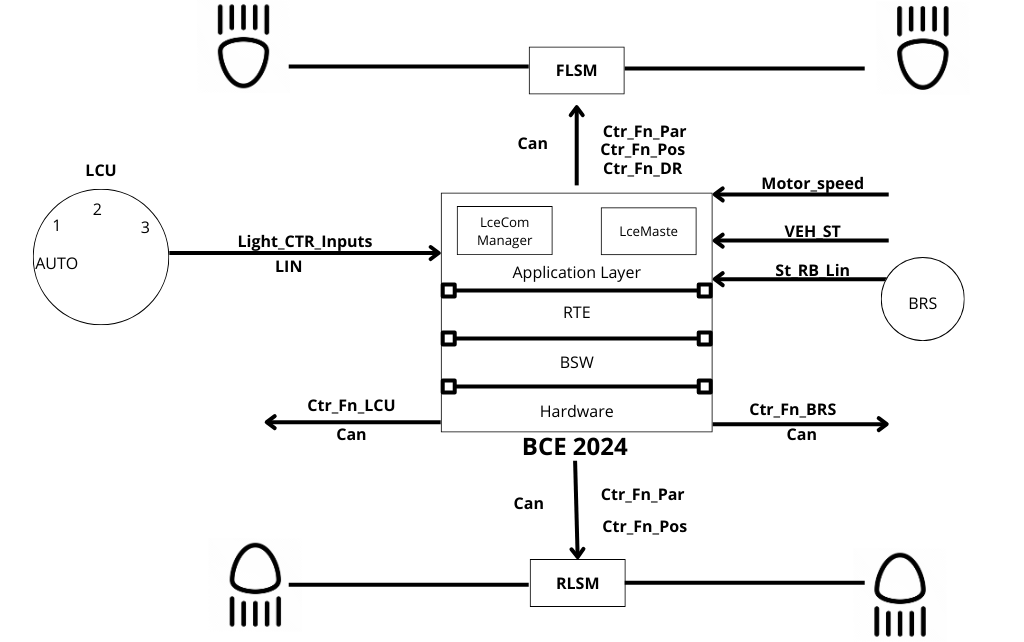 FLSM
Can
Ctr_Fn_Par
Ctr_Fn_Pos
Ctr_Fn_DR
LCU
1
2
3
AUTO
Light_CTR_Inputs
LIN
LceCom
Manager
LceMaste
Application Layer
RTE
BSW
Hardware
BCE 2024
Motor_speed
VEH_ST
St_RB_Lin
BRS
Ctr_Fn_LCU
Can
Ctr_Fn_BRS
Can
Can
Ctr_Fn_Par
Ctr_Fn_Pos
RLSM